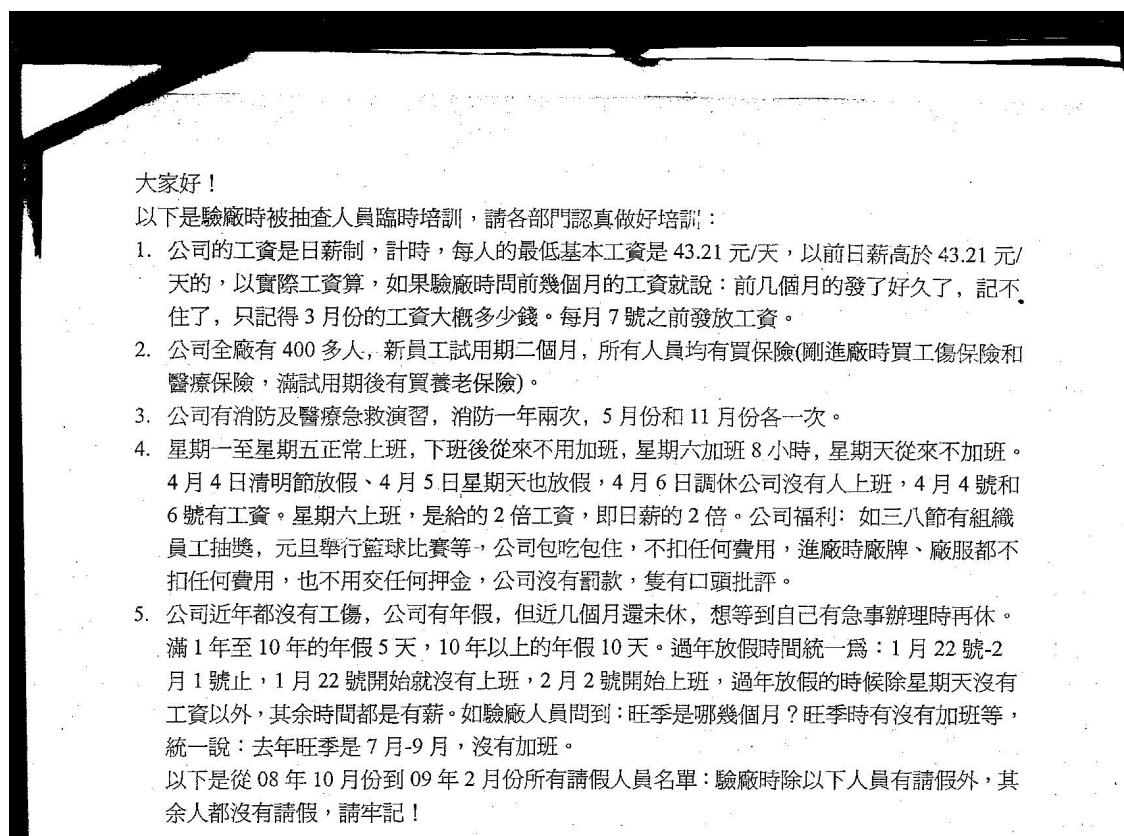 大家好！
以下是驗廠時被抽查人員臨時培訓，請各部門認真做好培訓：
1. 公司的工資是日薪制，計時，每人的最低基本工資是 43.21 元/天，以前日薪高於 43.21 元/
天的，以實際工資算，如果驗廠時問前幾個月的工資就說：前几個月的發了好久了, 記不
住了, 只記得 3 月份的工資大概多少錢。每月 7 號之前發放工資。
2. 公司全廠有 400 多人, 新員工試用期二個月, 所有人員均有買保險(剛進廠時買工傷保險和
醫療保險，滿試用期後有買養老保險)。
3. 公司有消防及醫療急救演習, 消防一年兩次, 5 月份和 11 月份各一次。
4. 星期一至星期五正常上班, 下班後從來不用加班, 星期六加班 8 小時, 星期天從來不加班。
4 月 4 日清明節放假、4 月 5 日星期天也放假，4 月 6 日調休公司沒有人上班，4 月 4 號和
6 號有工資。星期六上班，是給的 2 倍工資，即日薪的 2 倍。公司福利: 如三八節有組織
員工抽獎, 元旦舉行籃球比賽等，公司包吃包住，不扣任何費用，進廠時廠牌、廠服都不
扣任何費用，也不用交任何押金，公司沒有罰款，隻有口頭批評。
5. 公司近年都沒有工傷, 公司有年假, 但近几個月還未休, 想等到自己有急事辦理時再休。
滿 1 年至 10 年的年假 5 天，10 年以上的年假 10 天。過年放假時間統一爲：1 月 22 號-2
月 1 號止，1 月 22 號開始就沒有上班，2 月 2 號開始上班，過年放假的時候除星期天沒有
工資以外，其余時間都是有薪。如驗廠人員問到：旺季是哪幾個月？旺季時有沒有加班等，
統一說：去年旺季是 7 月-9 月，沒有加班。
以下是從 08 年 10 月份到 09 年 2 月份所有請假人員名單：驗廠時除以下人員有請假外，其
余人都沒有請假，請牢記！